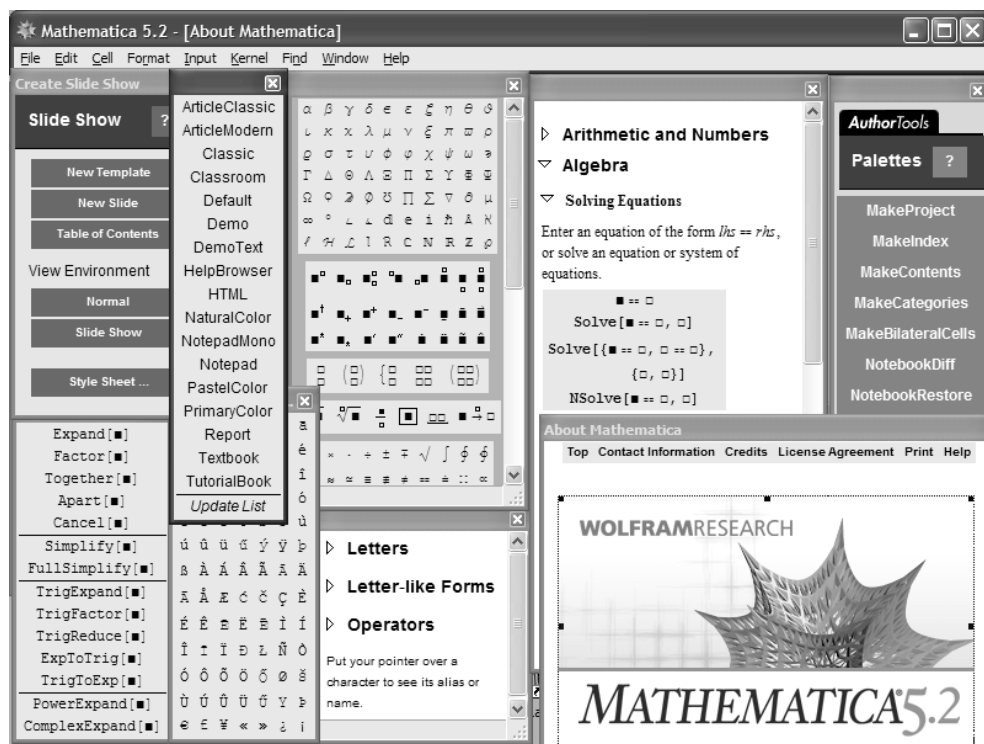 Mathematica 5.2 - [About Mathematica]
File Edit Cell Format Input Kernel Find Window Help
Create Slide Show
Slide Show ?
New Template
New Slide
Table of Contents
View Environment
Normal
Slide Show
Style Sheet ...
ArticleClassic
ArticleModern
Classic
Classroom
Default
Demo
DemoText
HelpBrowser
HTML
NaturalColor
NotepadMono
Notepad
PastelColor
PrimaryColor
Report
Textbook
TutorialBook
Update List
α β γ δ ϵ ε ζ η θ ϑ
ι κ ϰ λ μ ν ξ π ϖ ρ
ϱ σ τ υ ϕ φ χ ψ ω
Γ Δ Θ Λ Ξ Π Σ Υ Φ Ψ
∞ °
× · ÷ ± ∓ √ ∫ ∮ ∮
Arithmetic and Numbers
Algebra
Solving Equations
Enter an equation of the form lhs == rhs,
or solve an equation or system of
equations.
■ == □
Solve[■ == □, □]
Solve[{■ == □, □ == □},
{□, □}]
NSolve[■ == □, □]
AuthorTools
Palettes ?
MakeProject
MakeIndex
MakeContents
MakeCategories
MakeBilateralCells
NotebookDiff
NotebookRestore
Expand[■]
Factor[■]
Together[■]
Apart[■]
Cancel[■]
Simplify[■]
FullSimplify[■]
TrigExpand[■]
TrigFactor[■]
TrigReduce[■]
ExpToTrig[■]
TrigToExp[■]
PowerExpand[■]
ComplexExpand[■]
ú û ü ű ý ÿ þ
ß À Á Â Ã Ā Ä
Ă Å Æ Ć Č Ç È
Ó Ô Õ Ö Ő Ø Š
Ù Ú Û Ü Ű Ý Þ
€ £ ¥ « » ¿ ¡
Letters
Letter-like Forms
Operators
Put your pointer over a
character to see its alias or
name.
About Mathematica
Top Contact Information Credits License Agreement Print Help
WOLFRAMRESEARCH
MATHEMATICA 5.2